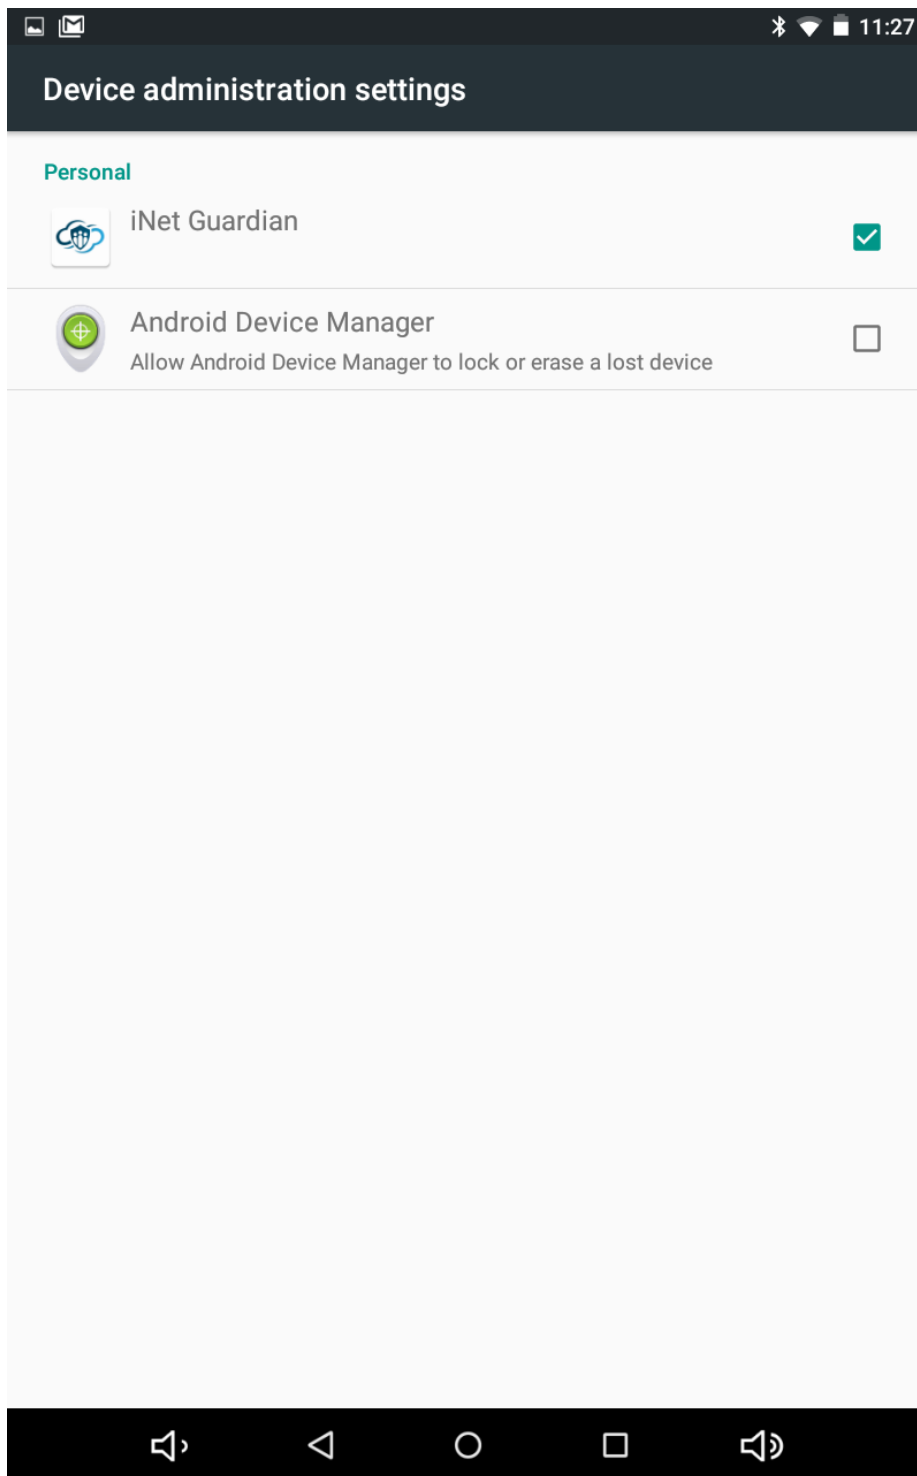 11:27
Device administration settings
Personal
iNet Guardian
Android Device Manager
Allow Android Device Manager to lock or erase a lost device